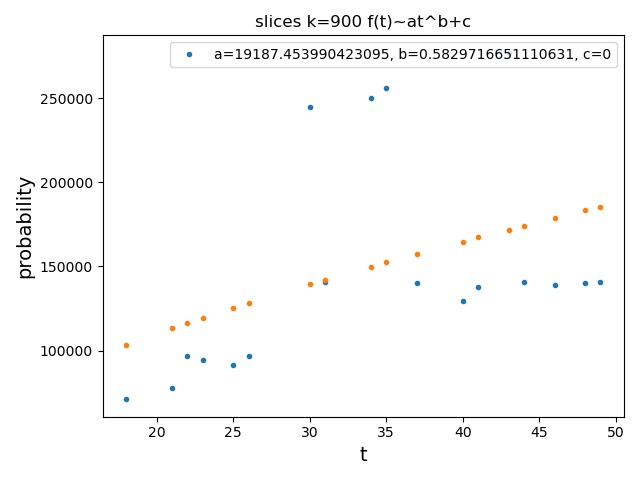 slices k=900 f(t)~at^b+c
a=19187.453990423095, b=0.5829716651110631, c=0
250000
200000
150000
100000
probability
20 25 30 35 40 45 50
t